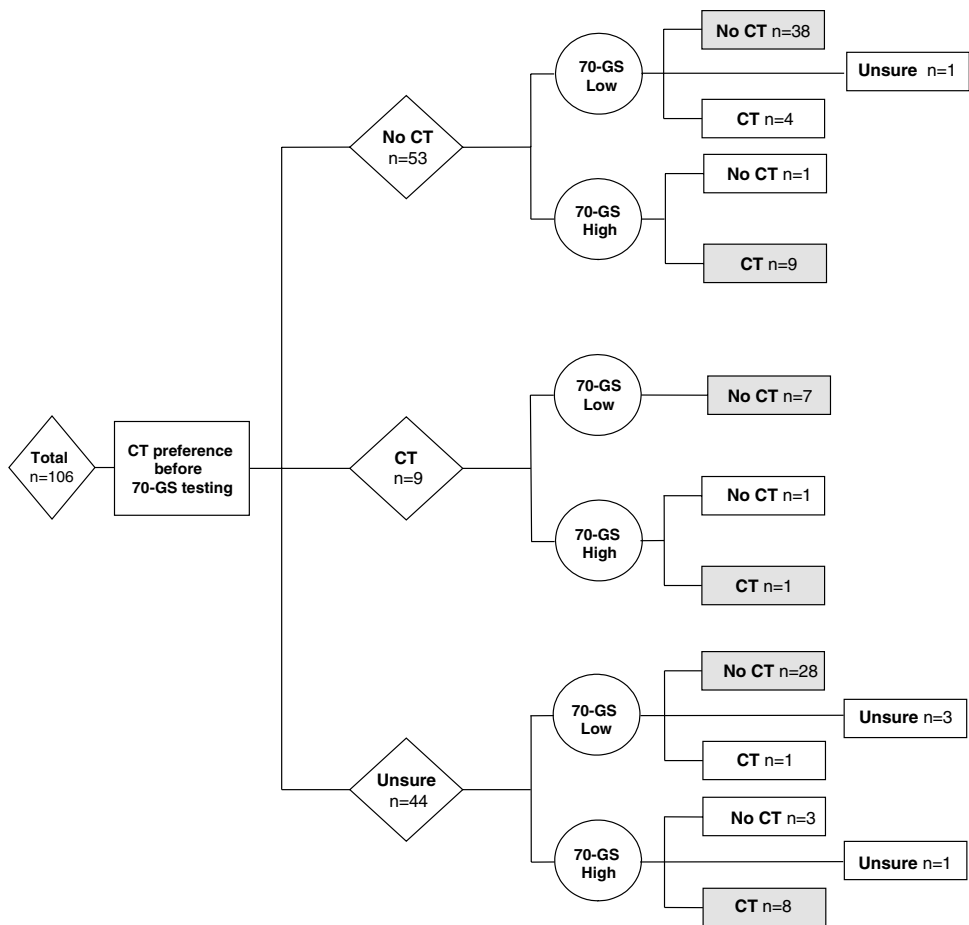 Total
n=106
CT preference
before
70-GS testing
No CT
n=53
70-GS
Low
No CT n=38
Unsure n=1
CT n=4
70-GS
High
No CT n=1
CT n=9
CT
n=9
70-GS
Low
No CT n=7
70-GS
High
No CT n=1
CT n=1
Unsure
n=44
70-GS
Low
No CT n=28
Unsure n=3
CT n=1
70-GS
High
No CT n=3
Unsure n=1
CT n=8